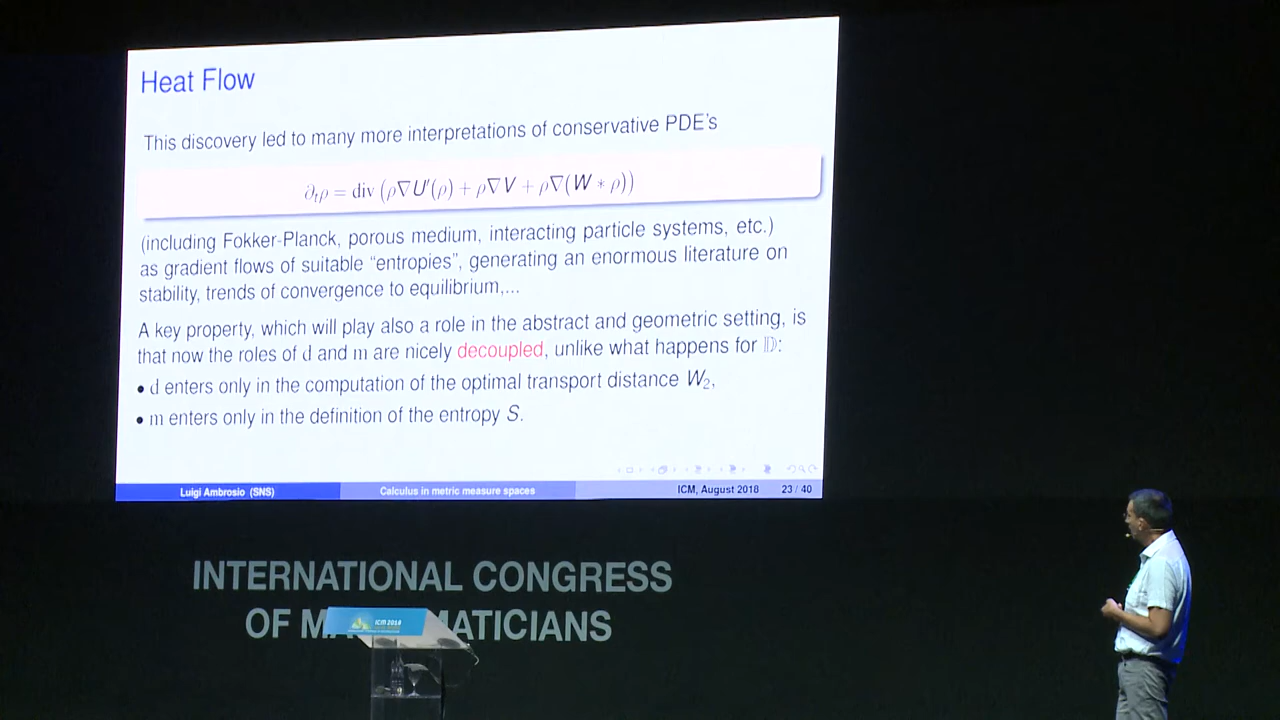 Heat Flow
This discovery led to many more interpretations of conservative PDE's
∂ₜρ = div (ρ∇U′(ρ) + ρ∇V + ρ∇(W ∗ ρ))
(including Fokker-Planck, porous medium, interacting particle systems, etc.)
as gradient flows of suitable “entropies”, generating an enormous literature on
stability, trends of convergence to equilibrium,...
A key property, which will play also a role in the abstract and geometric setting, is
that now the roles of d and m are nicely decoupled, unlike what happens for 𝔻:
• d enters only in the computation of the optimal transport distance W₂,
• m enters only in the definition of the entropy S.
Luigi Ambrosio (SNS) Calculus in metric measure spaces ICM, August 2018 23 / 40
INTERNATIONAL CONGRESS
OF MA ATICIANS
ICM 2018